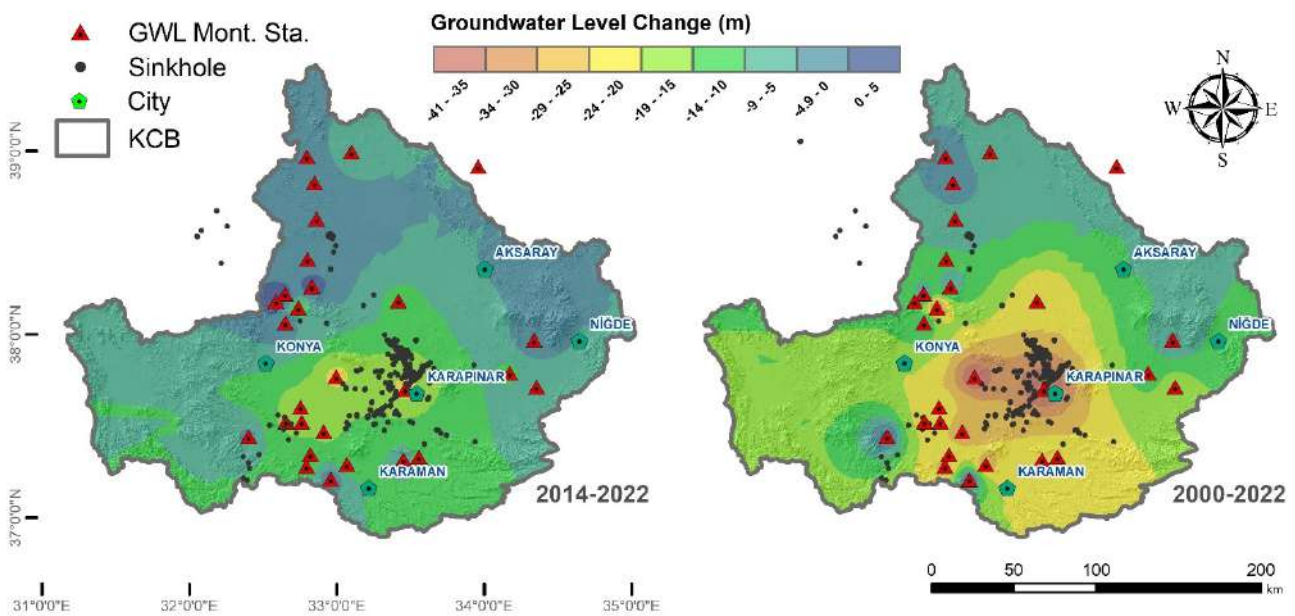 GWL Mont. Sta.
Sinkhole
City
KCB
Groundwater Level Change (m)
-41 - -35
-34 - -30
-29 - -25
-24 - -20
-19 - -15
-14 - -10
-9 - -5
-4.9 - 0
0 - 5
N
W E
S
39°0'0"N
38°0'0"N
37°0'0"N
AKSARAY
NİĞDE
KONYA
KARAPINAR
KARAMAN
2014-2022
AKSARAY
NİĞDE
KONYA
KARAPINAR
KARAMAN
2000-2022
31°0'0"E
32°0'0"E
33°0'0"E
34°0'0"E
35°0'0"E
0 50 100 200
km